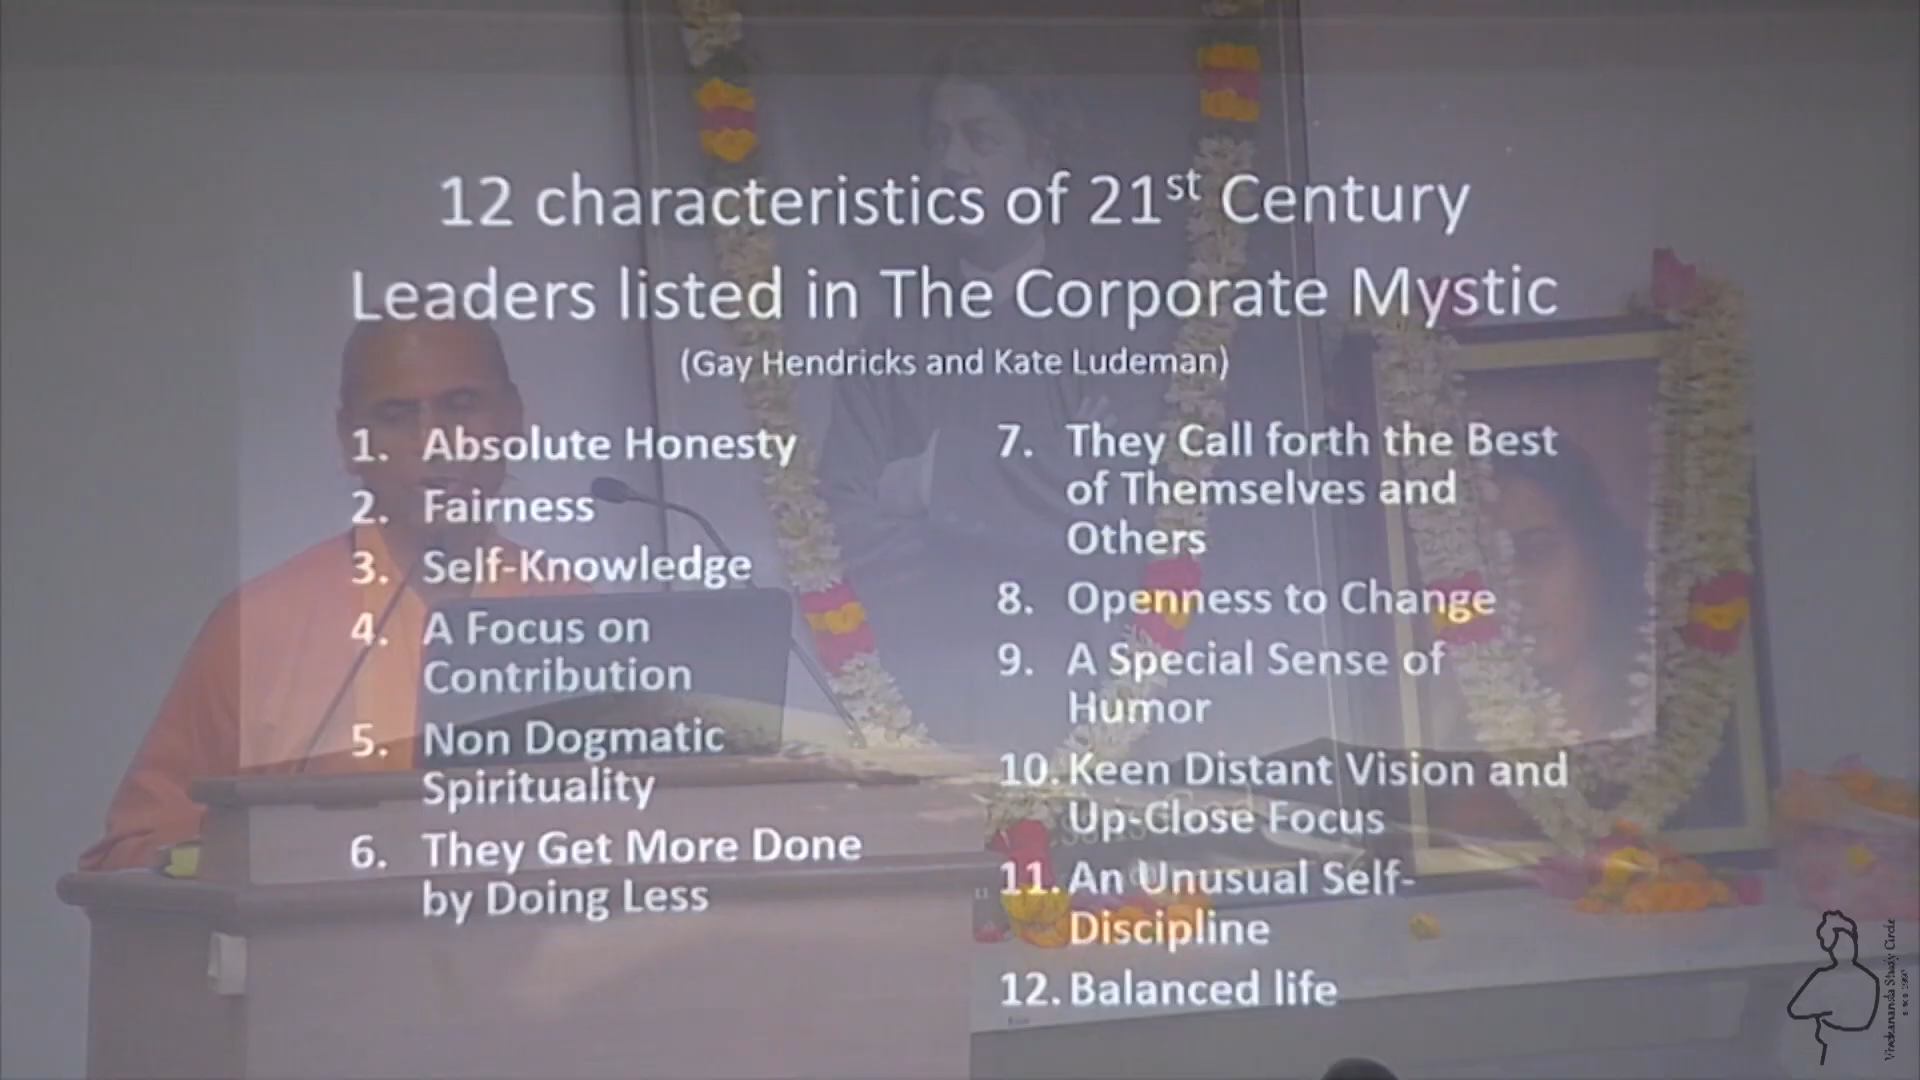 12 characteristics of 21st Century
Leaders listed in The Corporate Mystic
(Gay Hendricks and Kate Ludeman)
1. Absolute Honesty
2. Fairness
3. Self-Knowledge
4. A Focus on
Contribution
5. Non Dogmatic
Spirituality
6. They Get More Done
by Doing Less
7. They Call forth the Best
of Themselves and
Others
8. Openness to Change
9. A Special Sense of
Humor
10. Keen Distant Vision and
Up-Close Focus
11. An Unusual Self-
Discipline
12. Balanced life
Vivekananda Study Circle